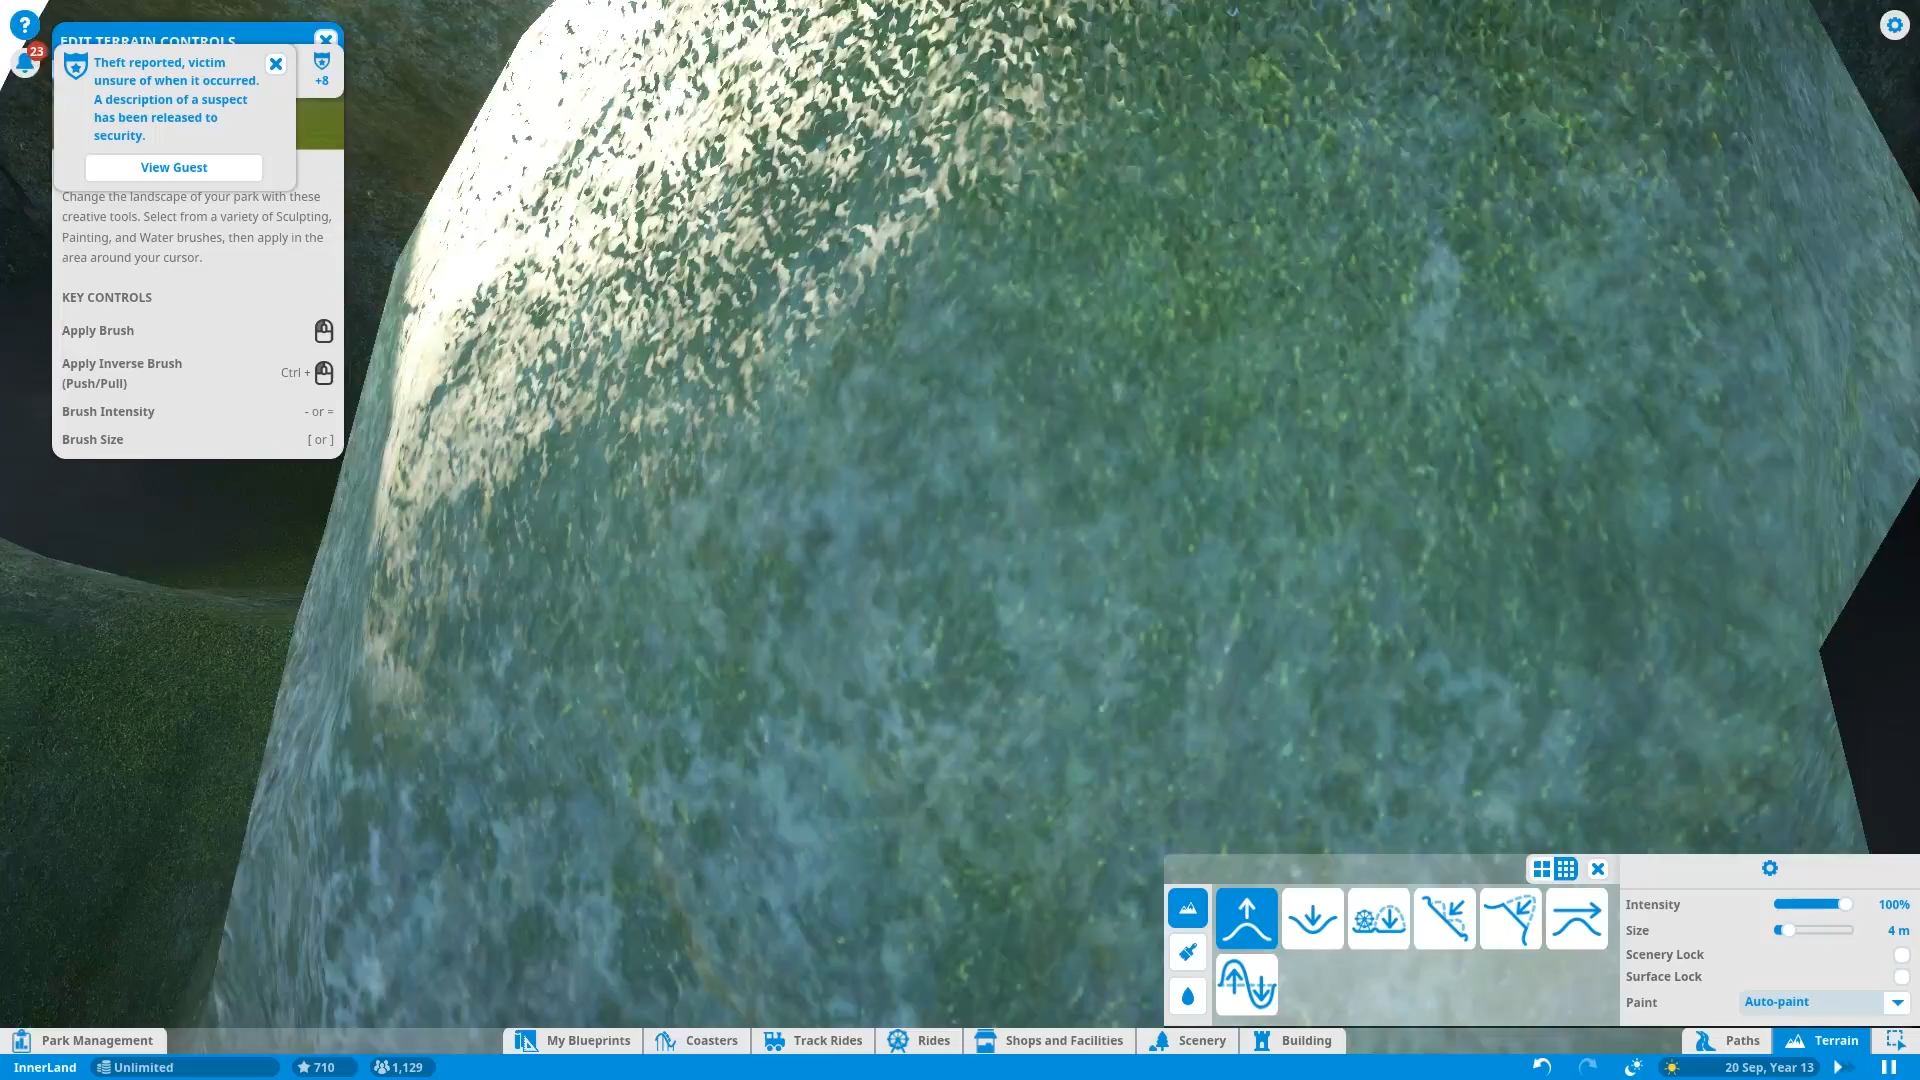 23
EDIT TERRAIN CONTROLS
Theft reported, victim
unsure of when it occurred.
A description of a suspect
has been released to
security.
View Guest
+8
Change the landscape of your park with these
creative tools. Select from a variety of Sculpting,
Painting, and Water brushes, then apply in the
area around your cursor.
KEY CONTROLS
Apply Brush
Apply Inverse Brush
(Push/Pull)
Ctrl +
Brush Intensity
- or =
Brush Size
[ or ]
Intensity
100%
Size
4 m
Scenery Lock
Surface Lock
Paint
Auto-paint
Park Management
My Blueprints
Coasters
Track Rides
Rides
Shops and Facilities
Scenery
Building
Paths
Terrain
InnerLand
Unlimited
710
1,129
20 Sep, Year 13